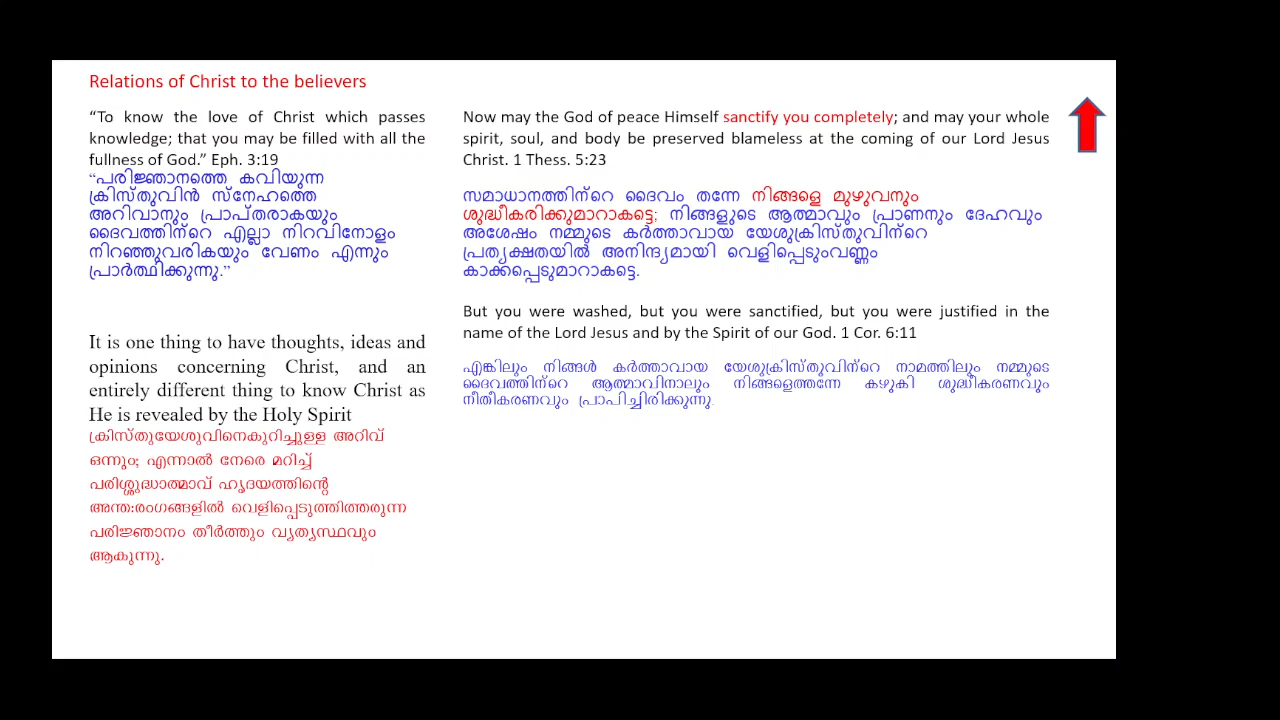 Relations of Christ to the believers
“To know the love of Christ which passes
knowledge; that you may be filled with all the
fullness of God.” Eph. 3:19
“പരിജ്ഞാനത്തെ കവിയുന്ന
ക്രിസ്തുവിൻ സ്നേഹത്തെ
അറിവാനും പ്രാപ്തരാകയും
ദൈവത്തിന്റെ എല്ലാ നിറവിനോളം
നിറഞ്ഞുവരികയും വേണം എന്നും
പ്രാർത്ഥിക്കുന്നു.”
It is one thing to have thoughts, ideas and
opinions concerning Christ, and an
entirely different thing to know Christ as
He is revealed by the Holy Spirit
ക്രിസ്തുയേശുവിനെകുറിച്ചുള്ള അറിവ്
ഒന്നും; എന്നാൽ നേരെ മറിച്ച്
പരിശ്ശുദ്ധാത്മാവ് ഹൃദയത്തിന്റെ
അന്ത:രംഗങ്ങളിൽ വെളിപ്പെടുത്തിത്തരുന്ന
പരിജ്ഞാനം തീർത്തും വ്യത്യസ്ഥവും
ആകുന്നു.
Now may the God of peace Himself sanctify you completely; and may your whole
spirit, soul, and body be preserved blameless at the coming of our Lord Jesus
Christ. 1 Thess. 5:23
സമാധാനത്തിന്റെ ദൈവം തന്നേ നിങ്ങളെ മുഴുവനും
ശുദ്ധീകരിക്കുമാറാകട്ടെ; നിങ്ങളുടെ ആത്മാവും പ്രാണനും ദേഹവും
അശേഷം നമ്മുടെ കർത്താവായ യേശുക്രിസ്തുവിന്റെ
പ്രത്യക്ഷതയിൽ അനിന്ദ്യമായി വെളിപ്പെടുംവണ്ണം
കാക്കപ്പെടുമാറാകട്ടെ.
But you were washed, but you were sanctified, but you were justified in the
name of the Lord Jesus and by the Spirit of our God. 1 Cor. 6:11
എങ്കിലും നിങ്ങൾ കർത്താവായ യേശുക്രിസ്തുവിന്റെ നാമത്തിലും നമ്മുടെ
ദൈവത്തിന്റെ ആത്മാവിനാലും നിങ്ങളെത്തന്നേ കഴുകി ശുദ്ധീകരണവും
നീതീകരണവും പ്രാപിച്ചിരിക്കുന്നു.